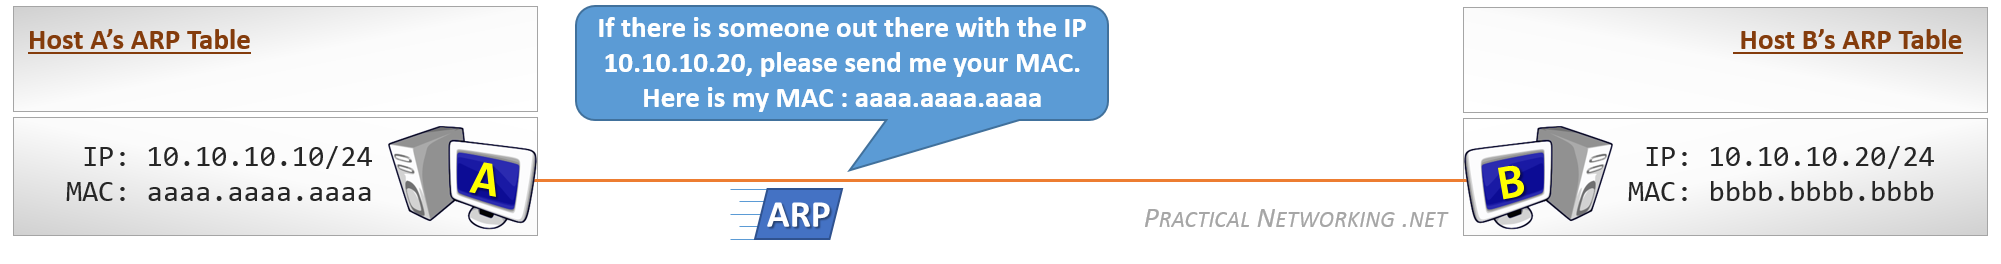 Host A's ARP Table
IP: 10.10.10.10/24
MAC: aaaa.aaaa.aaaa
A
If there is someone out there with the IP
10.10.10.20, please send me your MAC.
Here is my MAC : aaaa.aaaa.aaaa
ARP
PRACTICAL NETWORKING .NET
Host B's ARP Table
B
IP: 10.10.10.20/24
MAC: bbbb.bbbb.bbbb